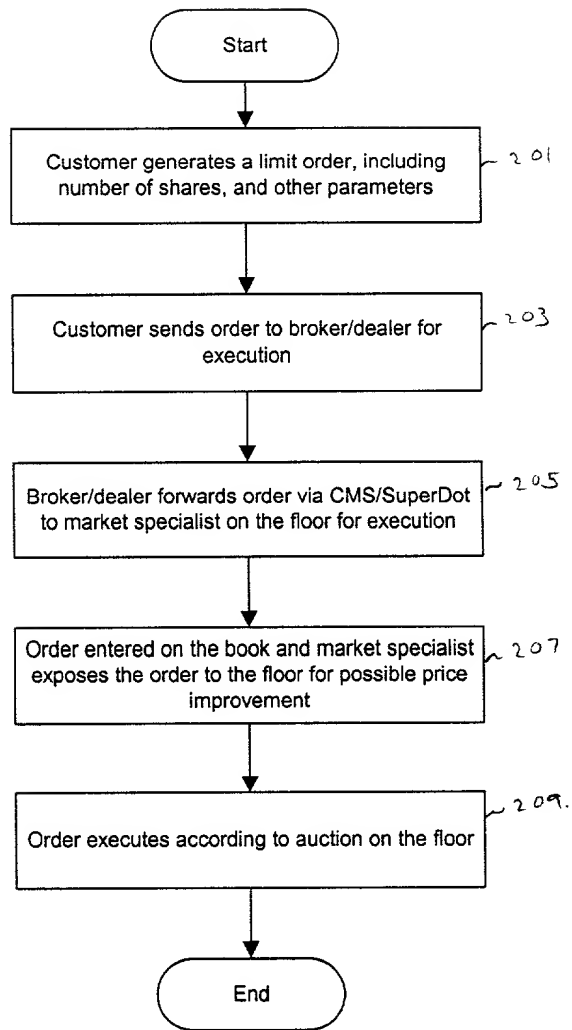 Start
Customer generates a limit order, including
number of shares, and other parameters
201
Customer sends order to broker/dealer for
execution
203
Broker/dealer forwards order via CMS/SuperDot
to market specialist on the floor for execution
205
Order entered on the book and market specialist
exposes the order to the floor for possible price
improvement
207
Order executes according to auction on the floor
209.
End